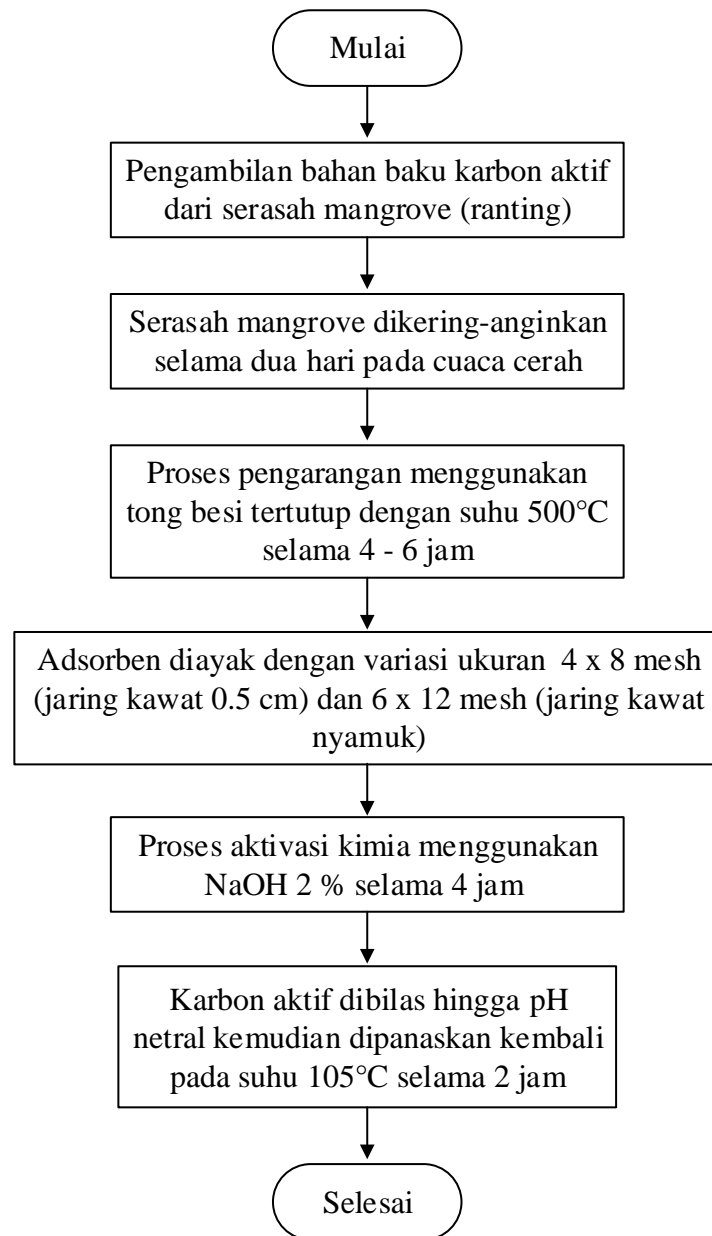 Mulai
Pengambilan bahan baku karbon aktif
dari serasah mangrove (ranting)
Serasah mangrove dikering-anginkan
selama dua hari pada cuaca cerah
Proses pengarangan menggunakan
tong besi tertutup dengan suhu 500°C
selama 4 - 6 jam
Adsorben diayak dengan variasi ukuran  4 x 8 mesh
(jaring kawat 0.5 cm) dan 6 x 12 mesh (jaring kawat
nyamuk)
Proses aktivasi kimia menggunakan
NaOH 2 % selama 4 jam
Karbon aktif dibilas hingga pH
netral kemudian dipanaskan kembali
pada suhu 105°C selama 2 jam
Selesai